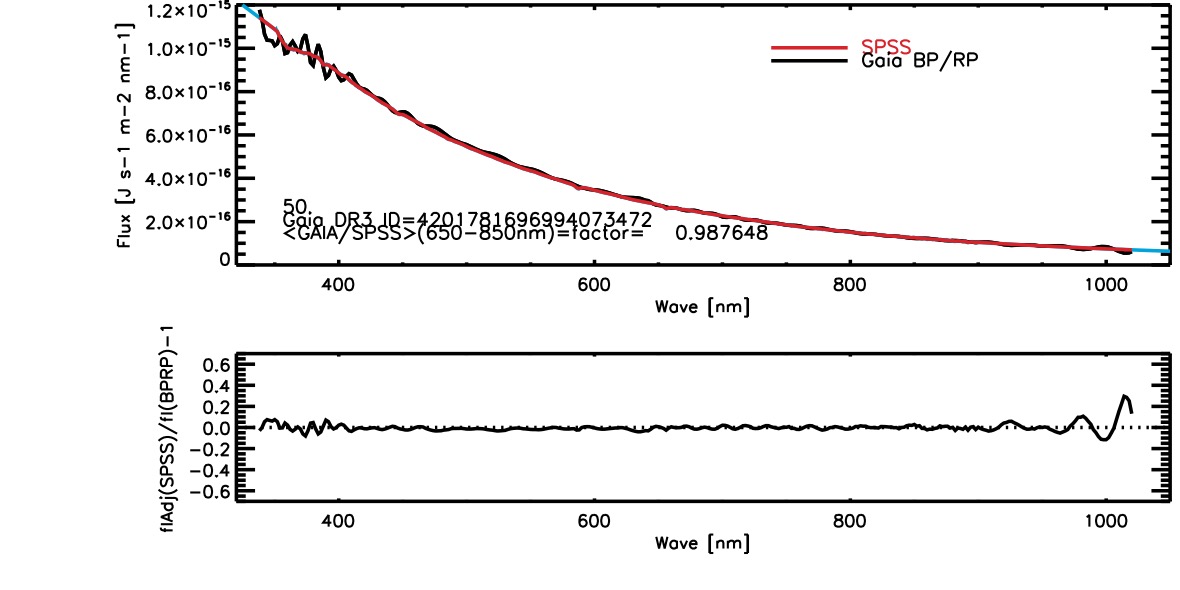 1.2×10−15
1.0×10−15
8.0×10−16
6.0×10−16
4.0×10−16
2.0×10−16
0
Flux [J s−1 m−2 nm−1]
SPSS
Gaia BP/RP
50.
Gaia DR3 ID=4201781696994073472
<GAIA/SPSS>(650−850nm)=factor= 0.987648
400 600 800 1000
Wave [nm]
flAdj(SPSS)/fl(BPRP)−1
0.6
0.4
0.2
0.0
−0.2
−0.4
−0.6
400 600 800 1000
Wave [nm]